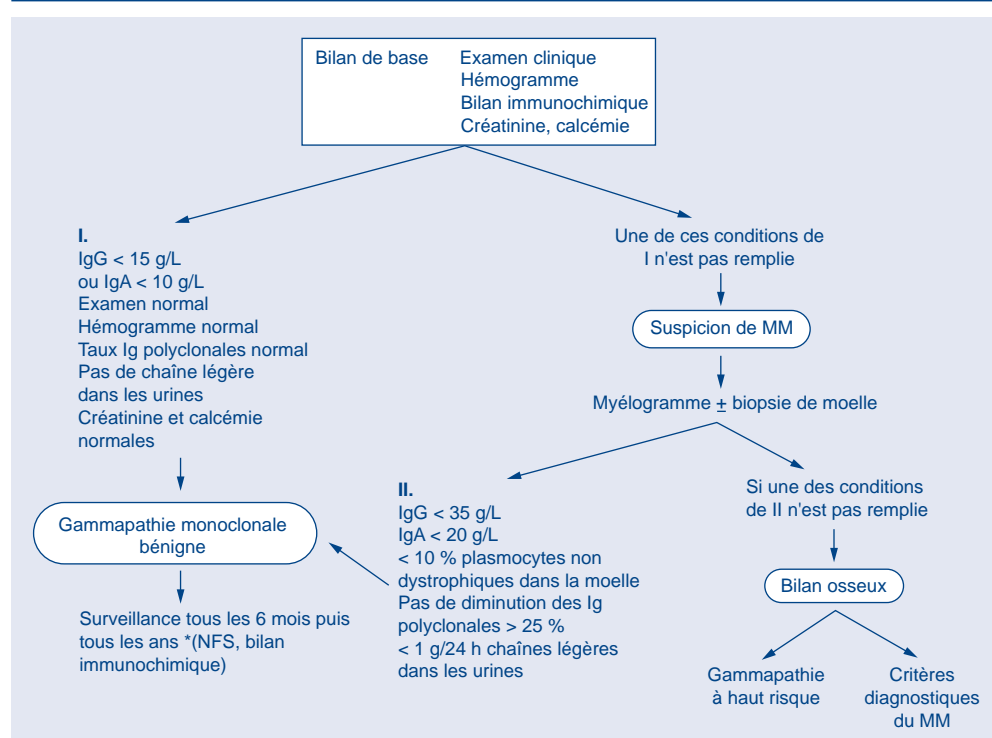 Bilan de base Examen clinique
Hémogramme
Bilan immunochimique
Créatinine, calcémie
I.
IgG < 15 g/L
ou IgA < 10 g/L
Examen normal
Hémogramme normal
Taux Ig polyclonales normal
Pas de chaîne légère
dans les urines
Créatinine et calcémie
normales
Gammapathie monoclonale
bénigne
Surveillance tous les 6 mois puis
tous les ans *(NFS, bilan
immunochimique)
Une de ces conditions de
I n'est pas remplie
Suspicion de MM
Myélogramme ± biopsie de moelle
II.
IgG < 35 g/L
IgA < 20 g/L
< 10 % plasmocytes non
dystrophiques dans la moelle
Pas de diminution des Ig
polyclonales > 25 %
< 1 g/24 h chaînes légères
dans les urines
Si une des conditions
de II n'est pas remplie
Bilan osseux
Gammapathie
à haut risque
Critères
diagnostiques
du MM